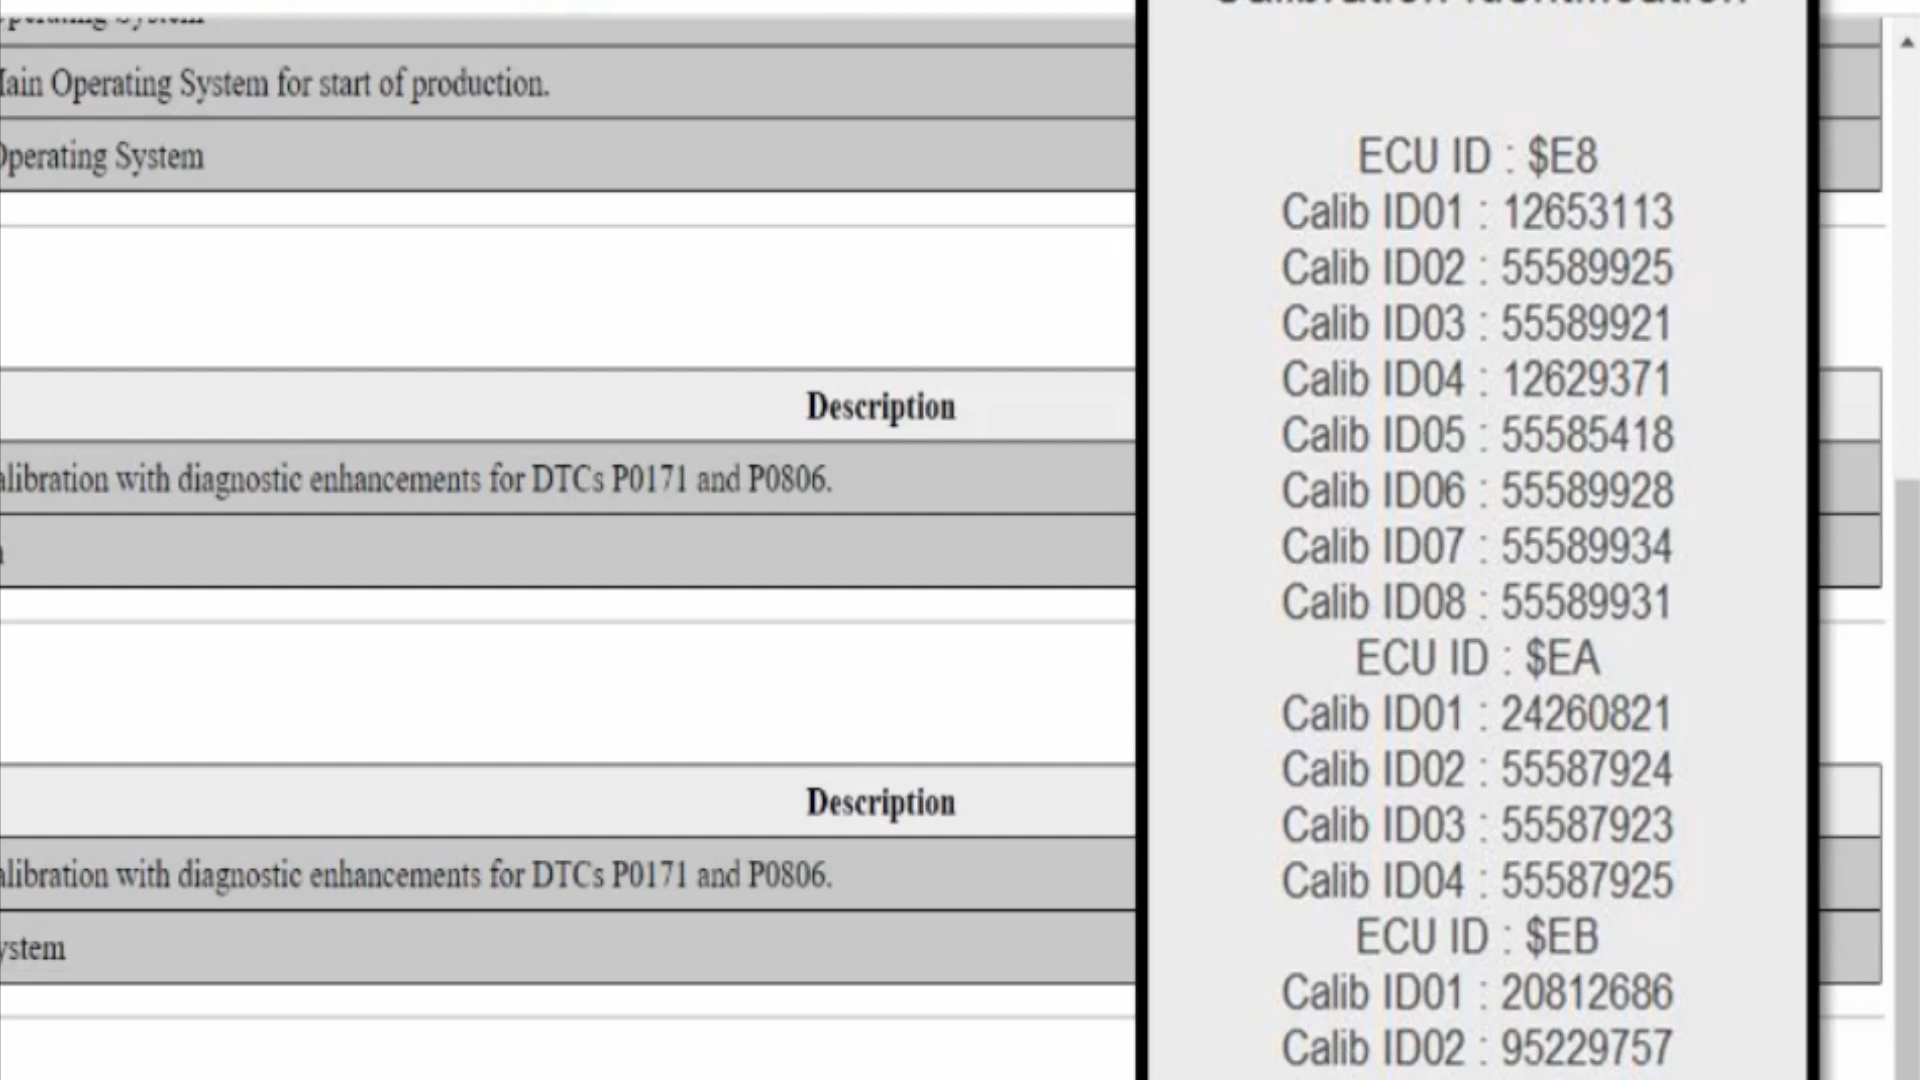 Operating System
Main Operating System for start of production.
Operating System
Description
alibration with diagnostic enhancements for DTCs P0171 and P0806.
Description
alibration with diagnostic enhancements for DTCs P0171 and P0806.
ystem
Calibration Identification
ECU ID : $E8
Calib ID01 : 12653113
Calib ID02 : 55589925
Calib ID03 : 55589921
Calib ID04 : 12629371
Calib ID05 : 55585418
Calib ID06 : 55589928
Calib ID07 : 55589934
Calib ID08 : 55589931
ECU ID : $EA
Calib ID01 : 24260821
Calib ID02 : 55587924
Calib ID03 : 55587923
Calib ID04 : 55587925
ECU ID : $EB
Calib ID01 : 20812686
Calib ID02 : 95229757